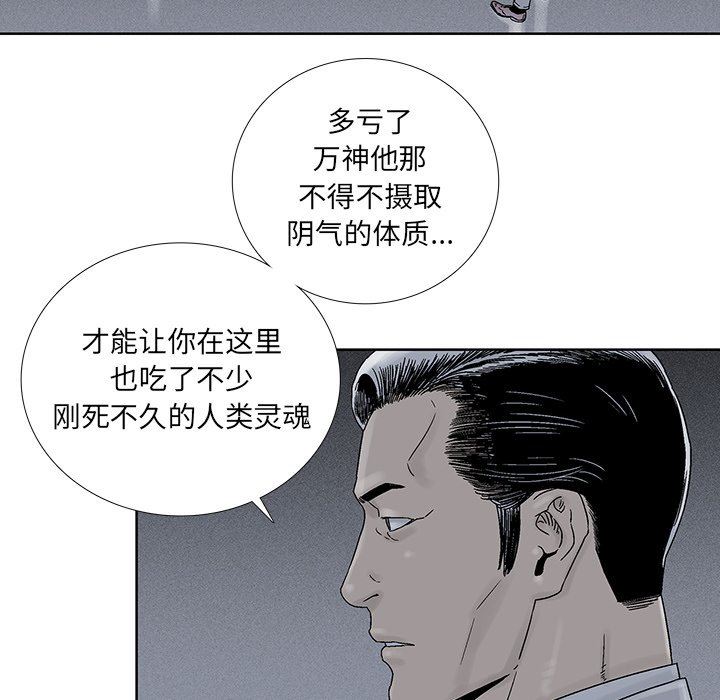 多亏了
万神他那
不得不摄取
阴气的体质...
才能让你在这里
也吃了不少
刚死不久的人类灵魂